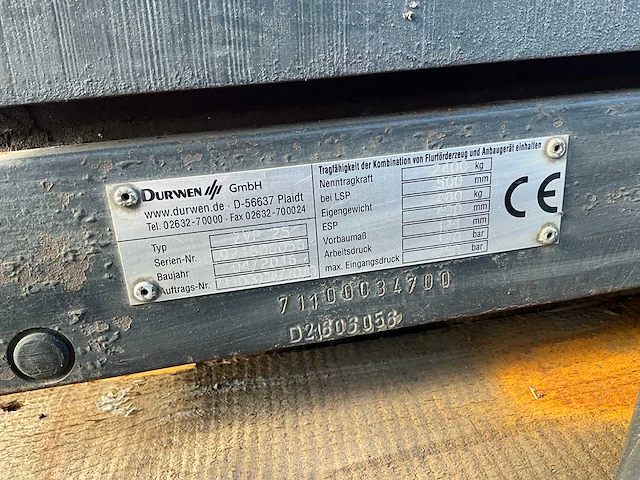 DURWEN GmbH
www.durwen.de · D-56637 Plaidt
Tel. 02632-70000 · Fax 02632-700024
Typ
Serien-Nr.
Baujahr
Auftrags-Nr.
Tragfähigkeit der Kombination von Flurförderzeug und Anbaugerät einhalten
Nenntragkraft kg
bei LSP mm
Eigengewicht kg
ESP mm
Vorbaumaß mm
Arbeitsdruck bar
max. Eingangsdruck bar
CE
71100034700
D21606056